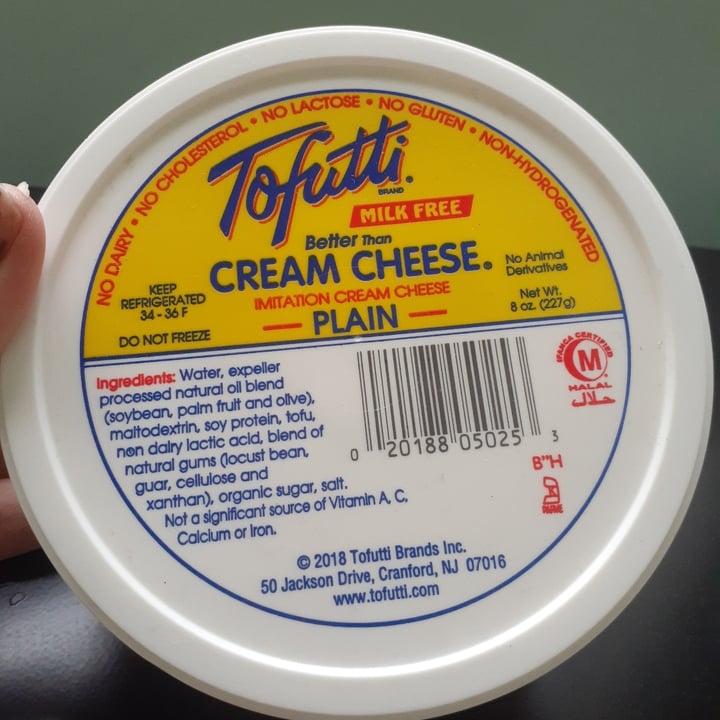 NO DAIRY • NO CHOLESTEROL • NO LACTOSE • NO GLUTEN • NON-HYDROGENATED
Tofutti®
BRAND
MILK FREE
Better Than
CREAM CHEESE®
IMITATION CREAM CHEESE
PLAIN
KEEP
REFRIGERATED
34 - 36 F
DO NOT FREEZE
No Animal
Derivatives
Net Wt.
8 oz. (227g)
Ingredients: Water, expeller
processed natural oil blend
(soybean, palm fruit and olive),
maltodextrin, soy protein, tofu,
non dairy lactic acid, blend of
natural gums (locust bean,
guar, cellulose and
xanthan), organic sugar, salt.
Not a significant source of Vitamin A, C,
Calcium or Iron.
0 20188 05025 3
IFANCA CERTIFIED
M
HALAL
حلال
B"H
PARVE
© 2018 Tofutti Brands Inc.
50 Jackson Drive, Cranford, NJ 07016
www.tofutti.com